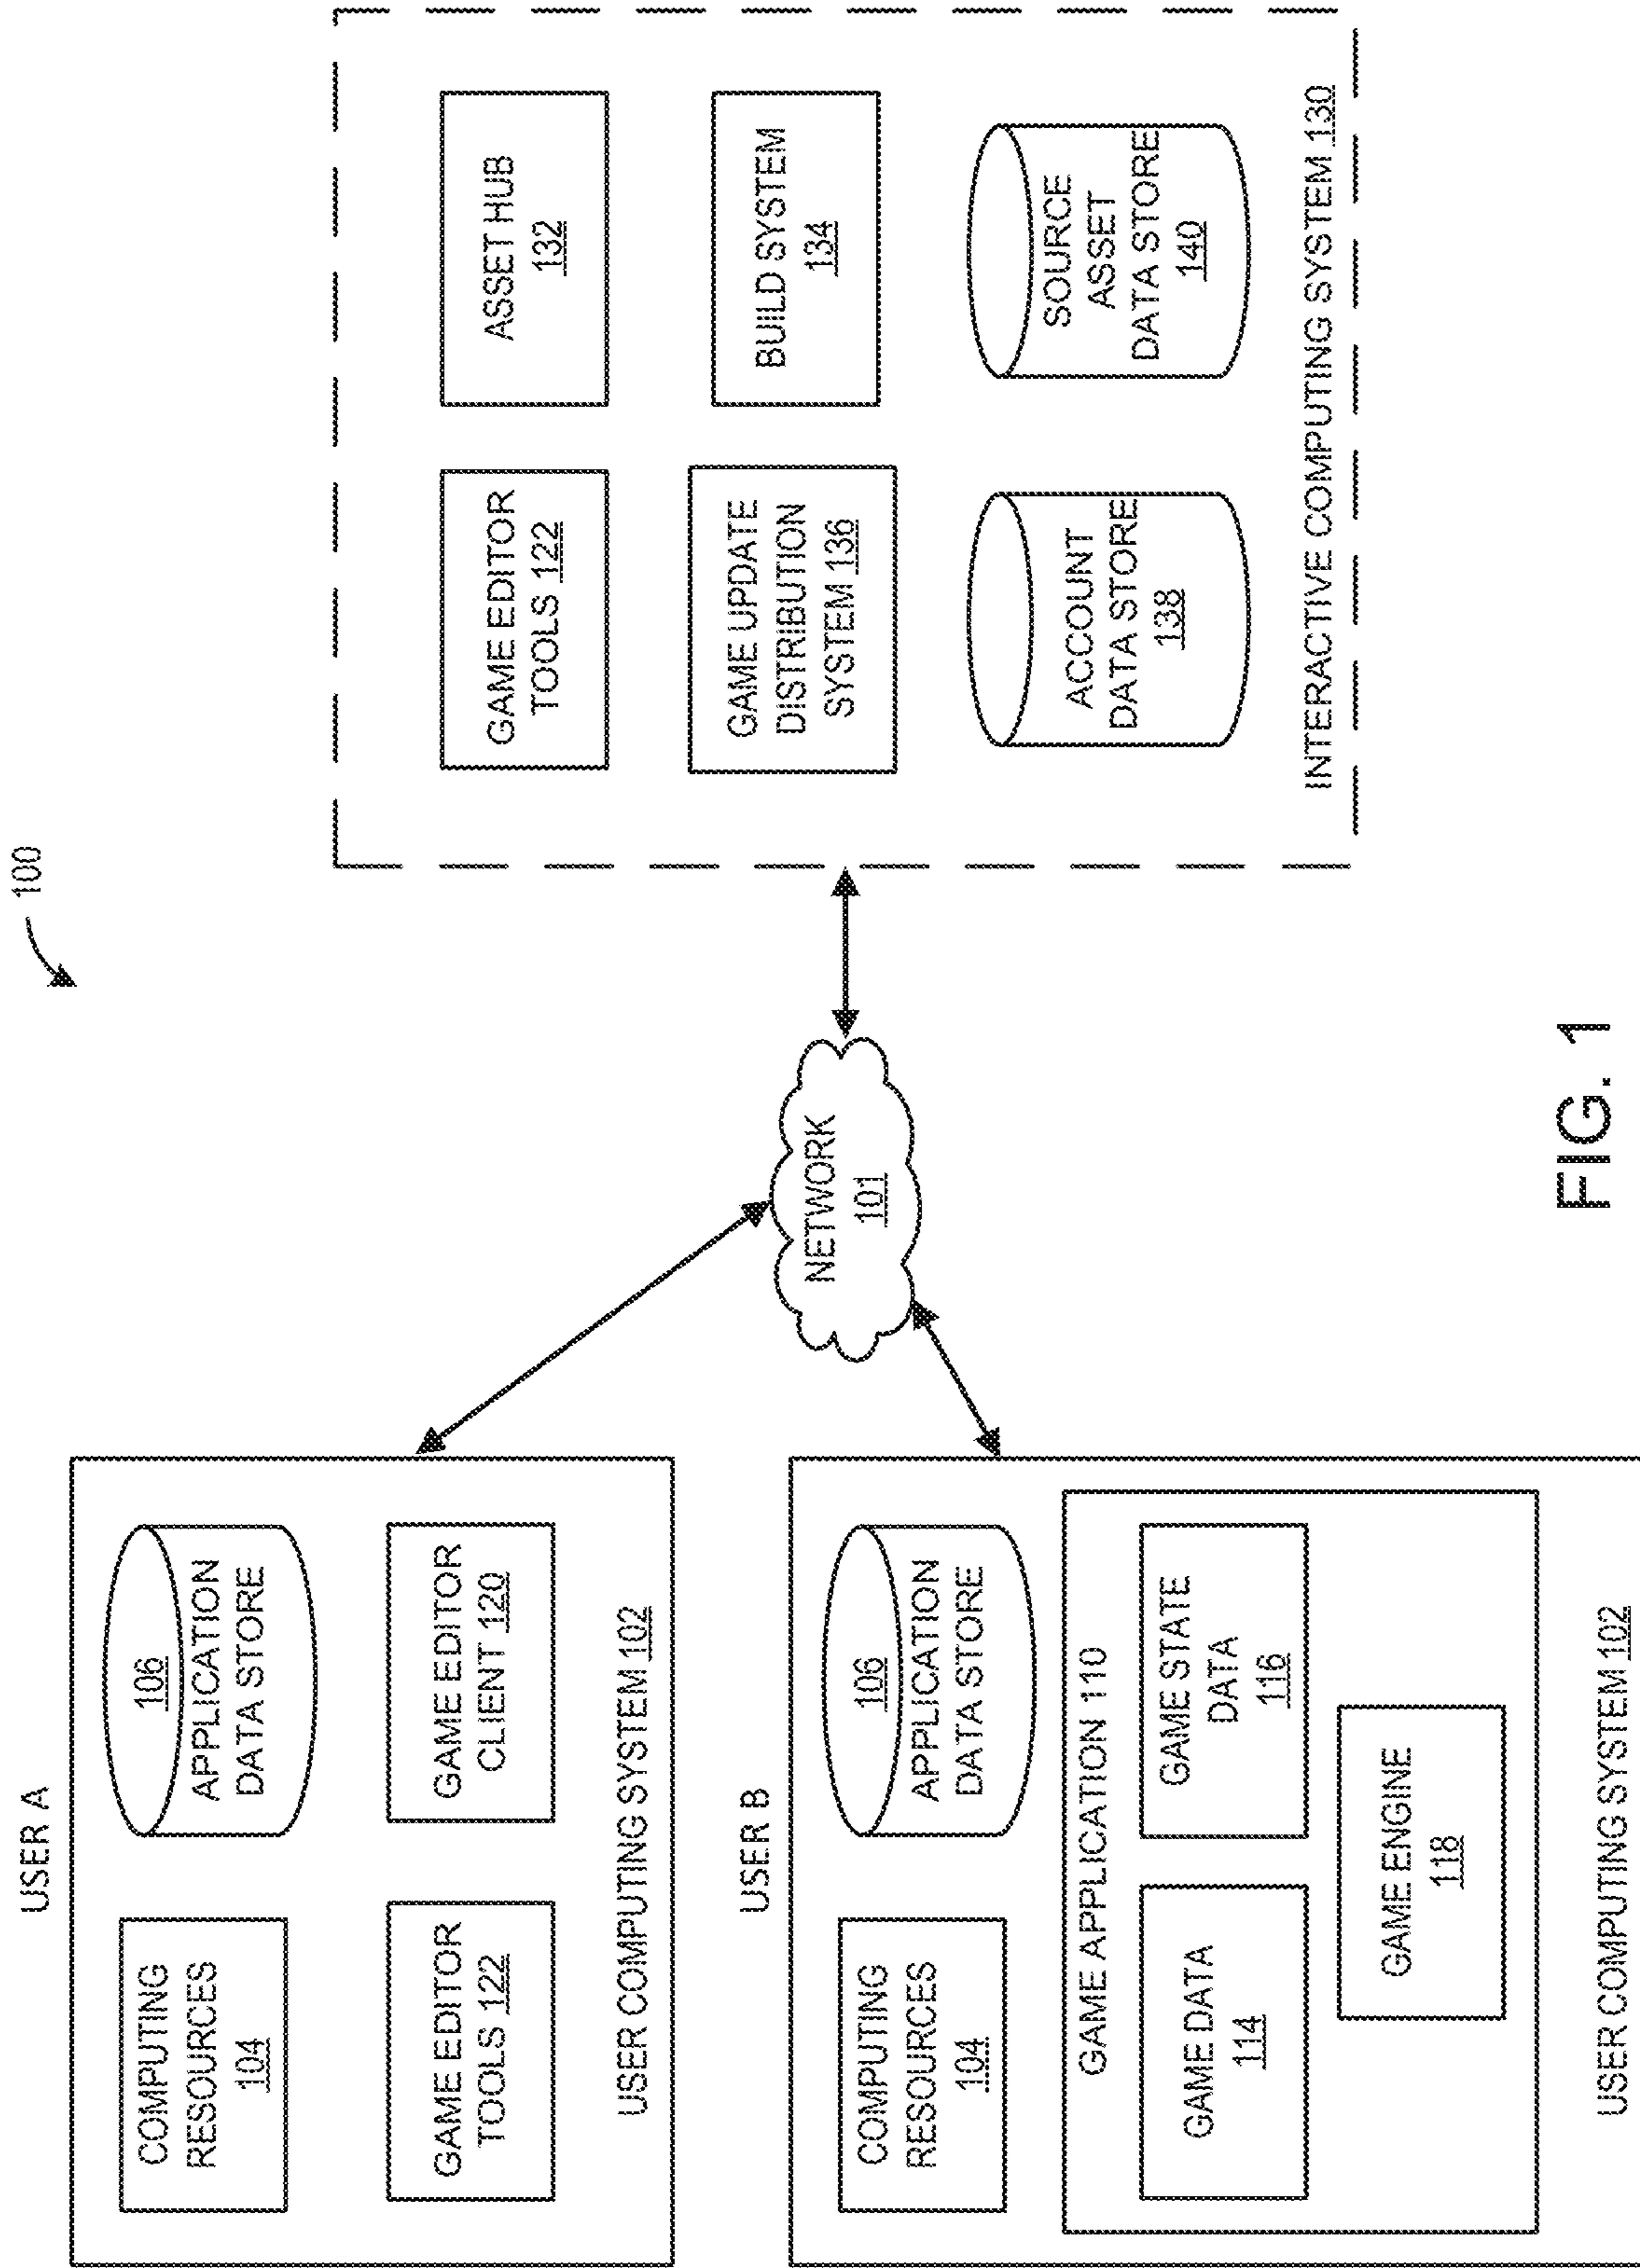 100
USER A
COMPUTING
RESOURCES
104
106
APPLICATION
DATA STORE
GAME EDITOR
TOOLS 122
GAME EDITOR
CLIENT 120
USER COMPUTING SYSTEM 102
USER B
COMPUTING
RESOURCES
104
106
APPLICATION
DATA STORE
GAME APPLICATION 110
GAME DATA
114
GAME STATE
DATA
116
GAME ENGINE
118
USER COMPUTING SYSTEM 102
NETWORK
101
GAME EDITOR
TOOLS 122
ASSET HUB
132
GAME UPDATE
DISTRIBUTION
SYSTEM 136
BUILD SYSTEM
134
ACCOUNT
DATA STORE
138
SOURCE
ASSET
DATA STORE
140
INTERACTIVE COMPUTING SYSTEM 130
FIG. 1